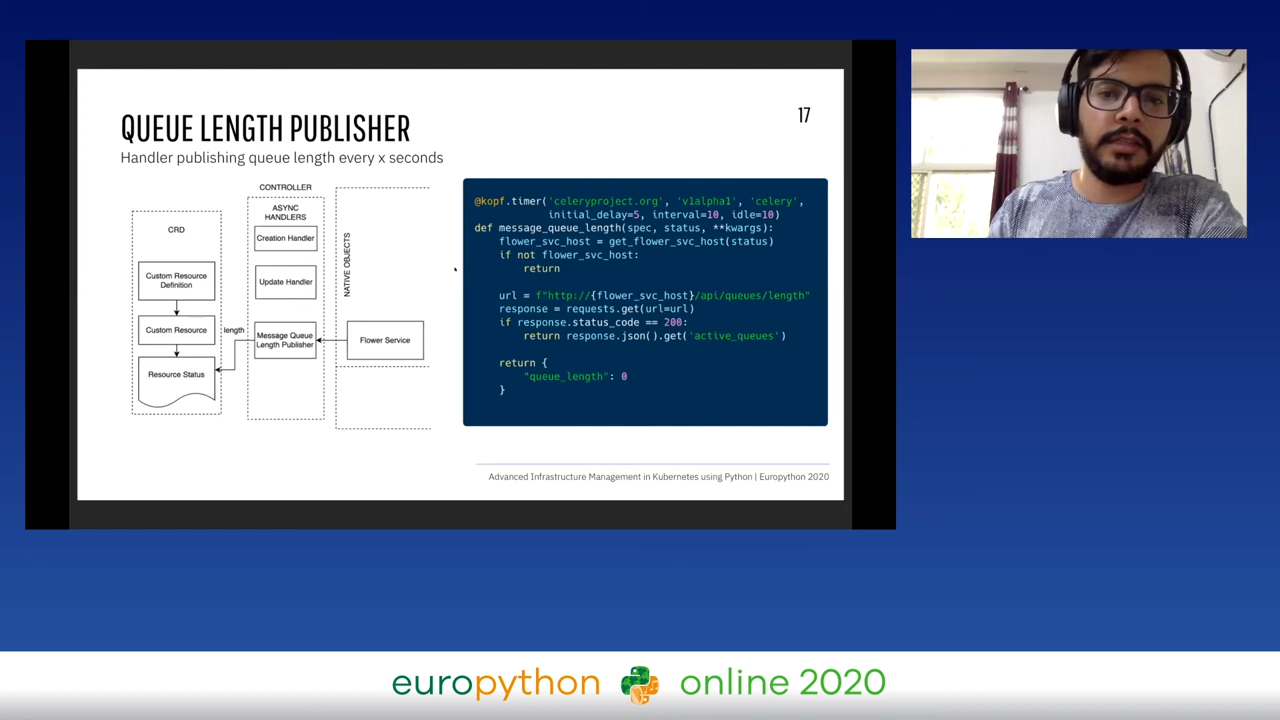 QUEUE LENGTH PUBLISHER
17
Handler publishing queue length every x seconds
CONTROLLER
CRD
ASYNC
HANDLERS
Creation Handler
Custom Resource
Definition
Update Handler
NATIVE OBJECTS
Custom Resource
length
Message Queue
Length Publisher
Flower Service
Resource Status
@kopf.timer('celeryproject.org', 'v1alpha1', 'celery',
            initial_delay=5, interval=10, idle=10)
def message_queue_length(spec, status, **kwargs):
    flower_svc_host = get_flower_svc_host(status)
    if not flower_svc_host:
        return
    url = f"http://{flower_svc_host}/api/queues/length"
    response = requests.get(url=url)
    if response.status_code == 200:
        return response.json().get('active_queues')
    return {
        "queue_length": 0
    }
Advanced Infrastructure Management in Kubernetes using Python | Europython 2020
europython online 2020